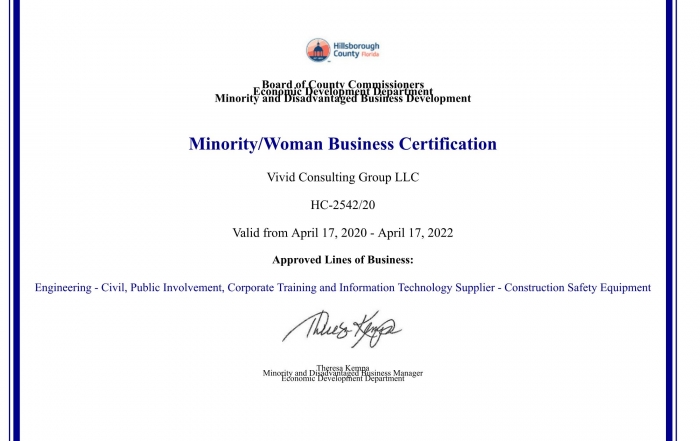 Hillsborough
County Florida
Board of County Commissioners
Economic Development Department
Minority and Disadvantaged Business Development
Minority/Woman Business Certification
Vivid Consulting Group LLC
HC-2542/20
Valid from April 17, 2020 - April 17, 2022
Approved Lines of Business:
Engineering - Civil, Public Involvement, Corporate Training and Information Technology Supplier - Construction Safety Equipment
Theresa Kempa
Theresa Kempa
Minority and Disadvantaged Business Manager
Economic Development Department